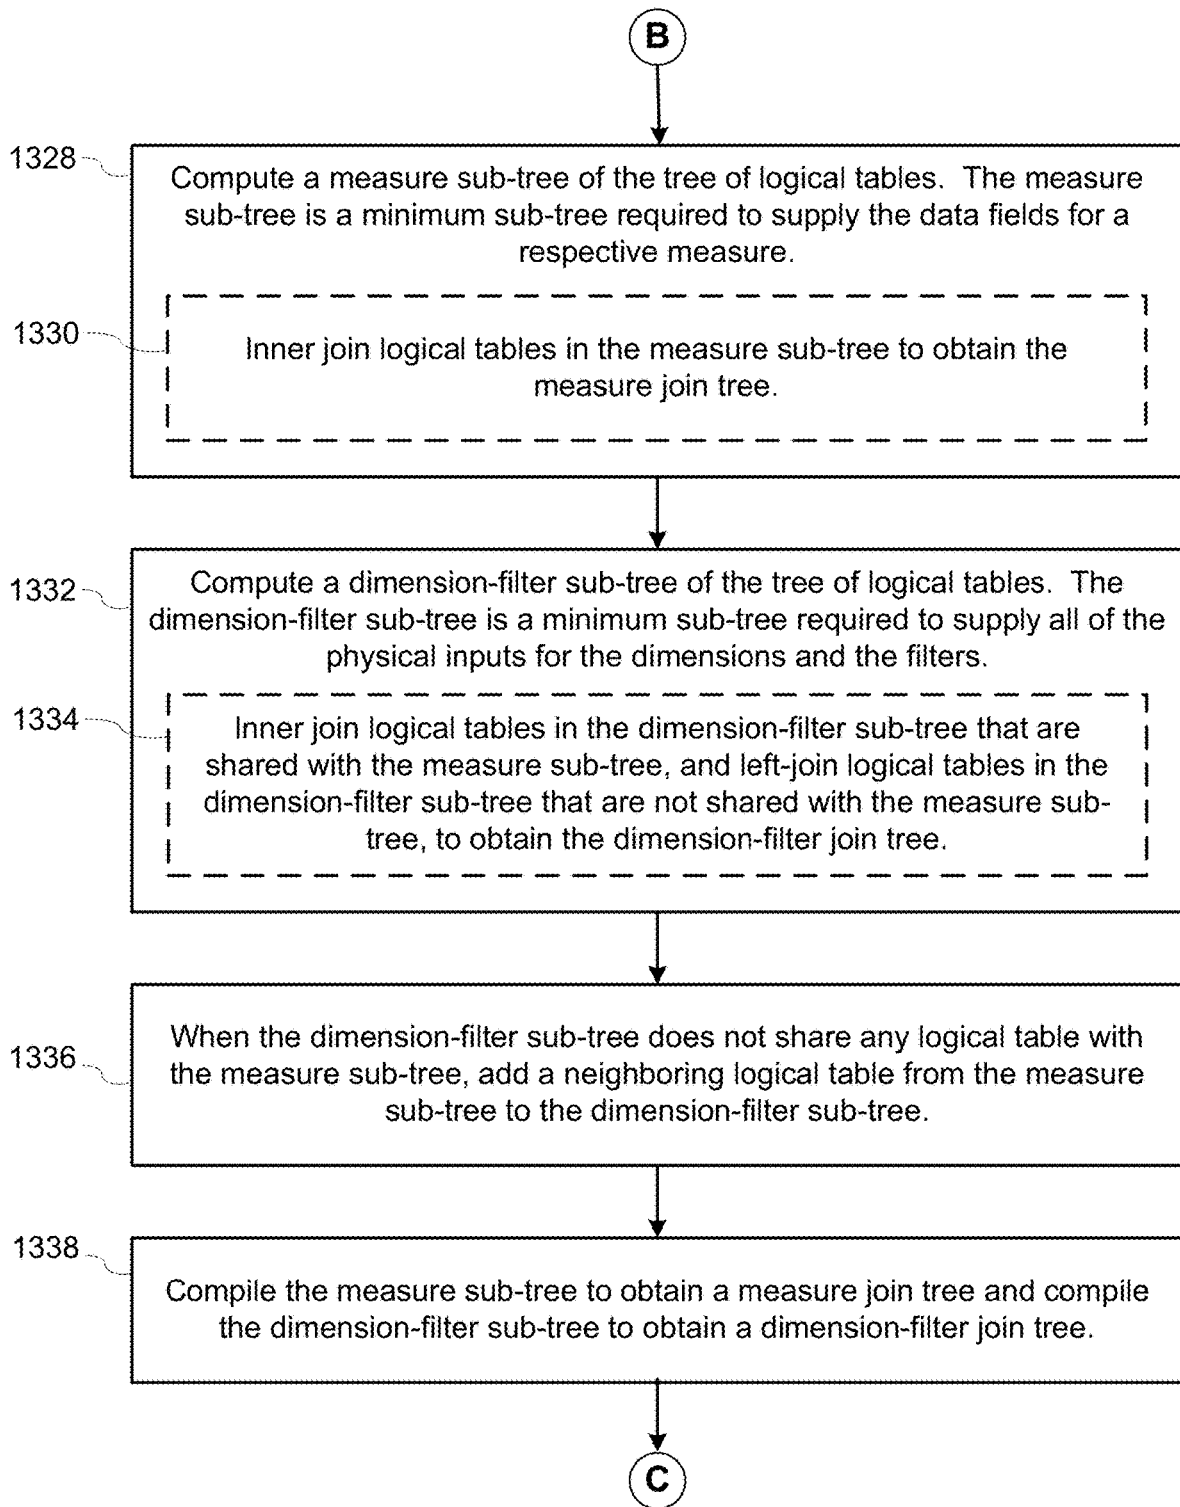 B
1328
Compute a measure sub-tree of the tree of logical tables. The measure
sub-tree is a minimum sub-tree required to supply the data fields for a
respective measure.
1330
Inner join logical tables in the measure sub-tree to obtain the
measure join tree.
1332
Compute a dimension-filter sub-tree of the tree of logical tables. The
dimension-filter sub-tree is a minimum sub-tree required to supply all of the
physical inputs for the dimensions and the filters.
1334
Inner join logical tables in the dimension-filter sub-tree that are
shared with the measure sub-tree, and left-join logical tables in the
dimension-filter sub-tree that are not shared with the measure sub-
tree, to obtain the dimension-filter join tree.
1336
When the dimension-filter sub-tree does not share any logical table with
the measure sub-tree, add a neighboring logical table from the measure
sub-tree to the dimension-filter sub-tree.
1338
Compile the measure sub-tree to obtain a measure join tree and compile
the dimension-filter sub-tree to obtain a dimension-filter join tree.
C